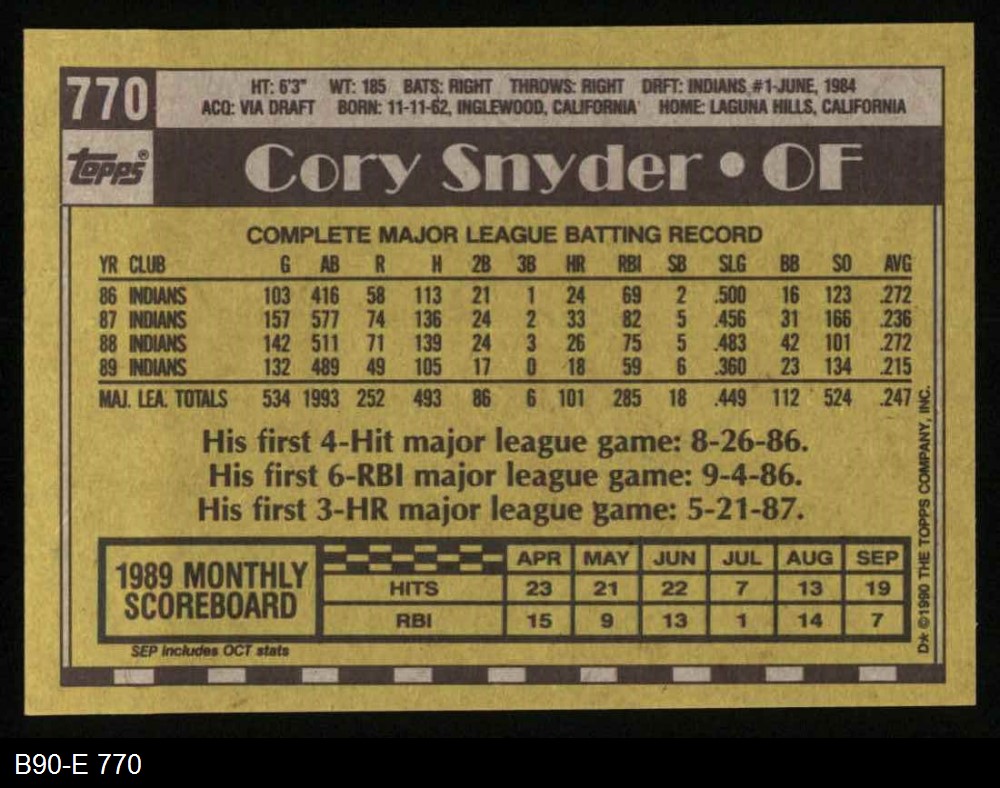 770
HT: 6'3" WT: 185 BATS: RIGHT THROWS: RIGHT DRFT: INDIANS #1-JUNE, 1984
ACQ: VIA DRAFT BORN: 11-11-62, INGLEWOOD, CALIFORNIA HOME: LAGUNA HILLS, CALIFORNIA
topps®
Cory Snyder • OF
COMPLETE MAJOR LEAGUE BATTING RECORD
YR CLUB G AB R H 2B 3B HR RBI SB SLG BB SO AVG
86 INDIANS 103 416 58 113 21 1 24 69 2 .500 16 123 .272
87 INDIANS 157 577 74 136 24 2 33 82 5 .456 31 166 .236
88 INDIANS 142 511 71 139 24 3 26 75 5 .483 42 101 .272
89 INDIANS 132 489 49 105 17 0 18 59 6 .360 23 134 .215
MAJ. LEA. TOTALS 534 1993 252 493 86 6 101 285 18 .449 112 524 .247
His first 4-Hit major league game: 8-26-86.
His first 6-RBI major league game: 9-4-86.
His first 3-HR major league game: 5-21-87.
1989 MONTHLY
SCOREBOARD
APR MAY JUN JUL AUG SEP
HITS 23 21 22 7 13 19
RBI 15 9 13 1 14 7
SEP includes OCT stats
D* ©1990 THE TOPPS COMPANY, INC.
B90-E 770